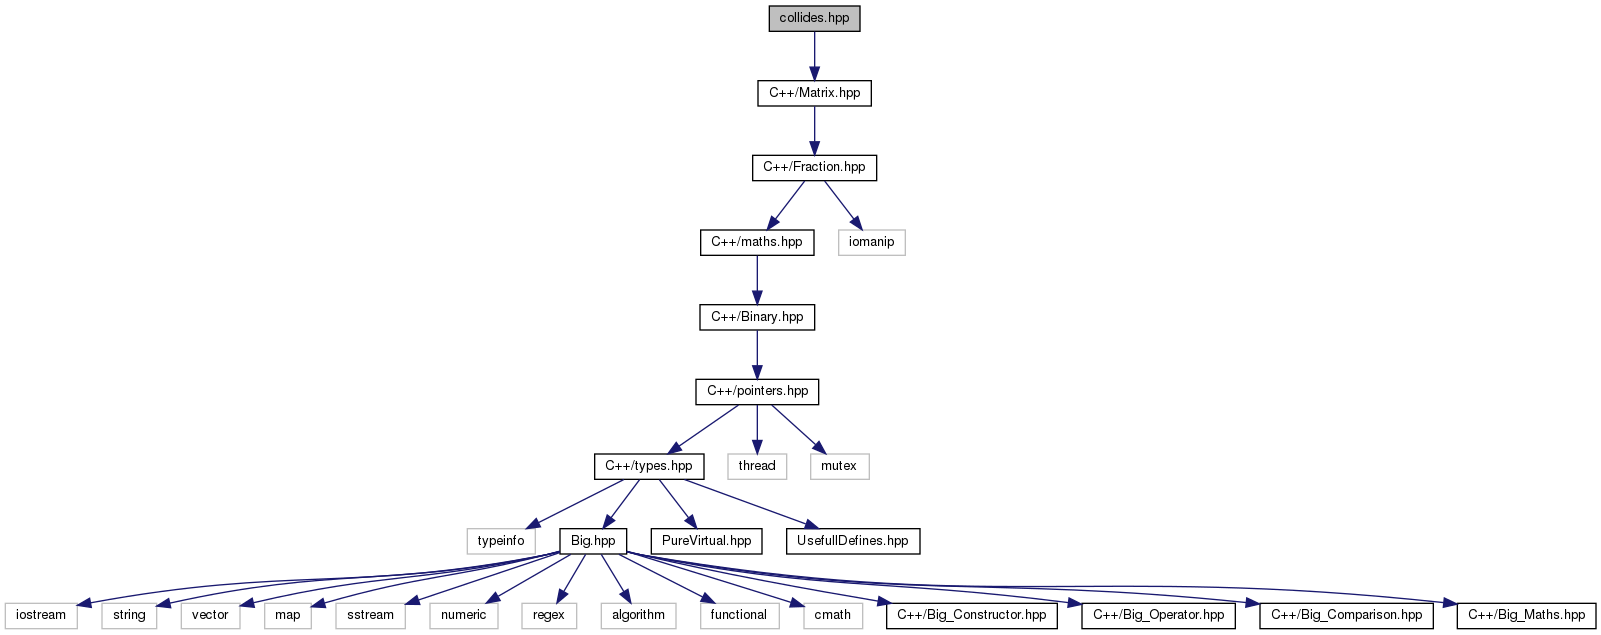 collides.hpp
C++/Matrix.hpp
C++/Fraction.hpp
C++/maths.hpp
iomanip
C++/Binary.hpp
C++/pointers.hpp
C++/types.hpp
thread
mutex
typeinfo
Big.hpp
PureVirtual.hpp
UsefullDefines.hpp
iostream
string
vector
map
sstream
numeric
regex
algorithm
functional
cmath
C++/Big_Constructor.hpp
C++/Big_Operator.hpp
C++/Big_Comparison.hpp
C++/Big_Maths.hpp